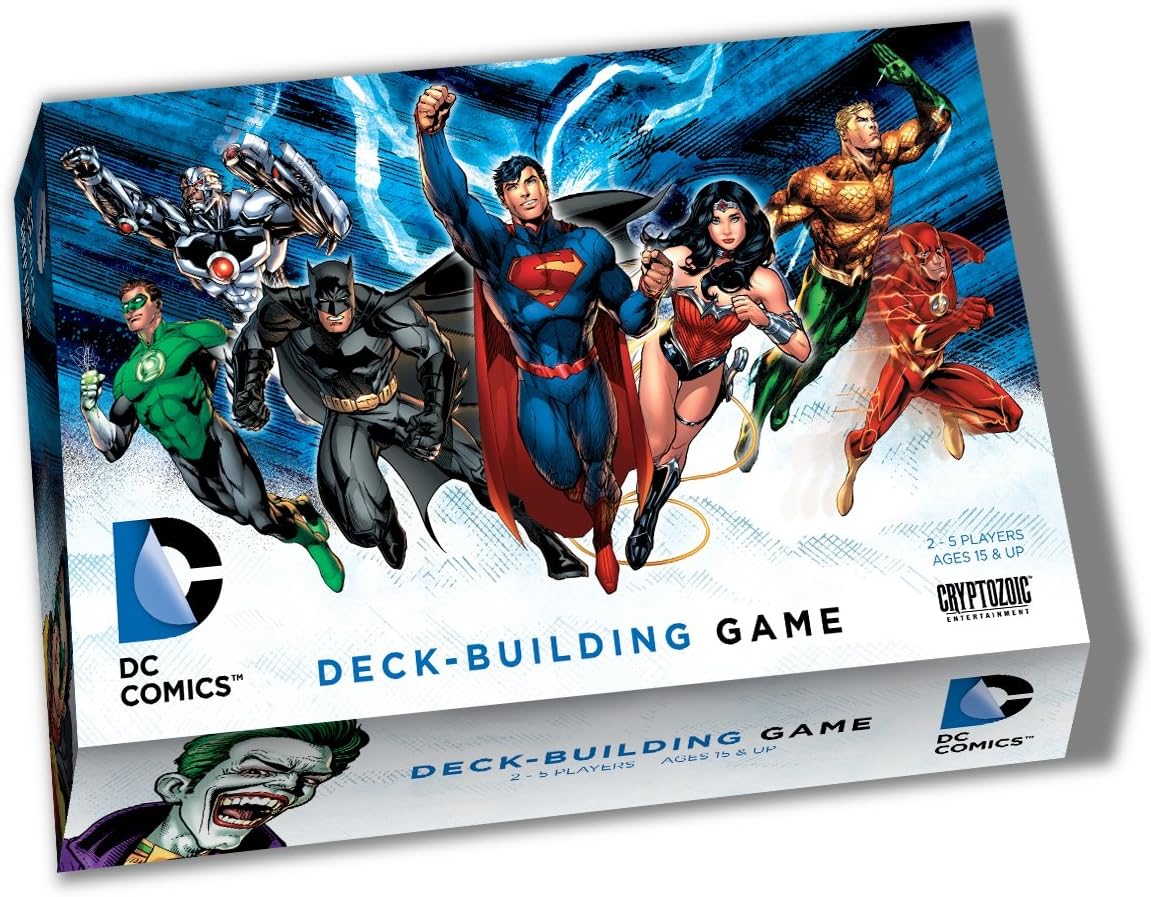 2 - 5 PLAYERS
AGES 15 & UP
CRYPTOZOIC™
ENTERTAINMENT
DC
COMICS™
DECK-BUILDING GAME
DECK-BUILDING GAME
2 - 5 PLAYERS AGES 15 & UP
DC
COMICS™